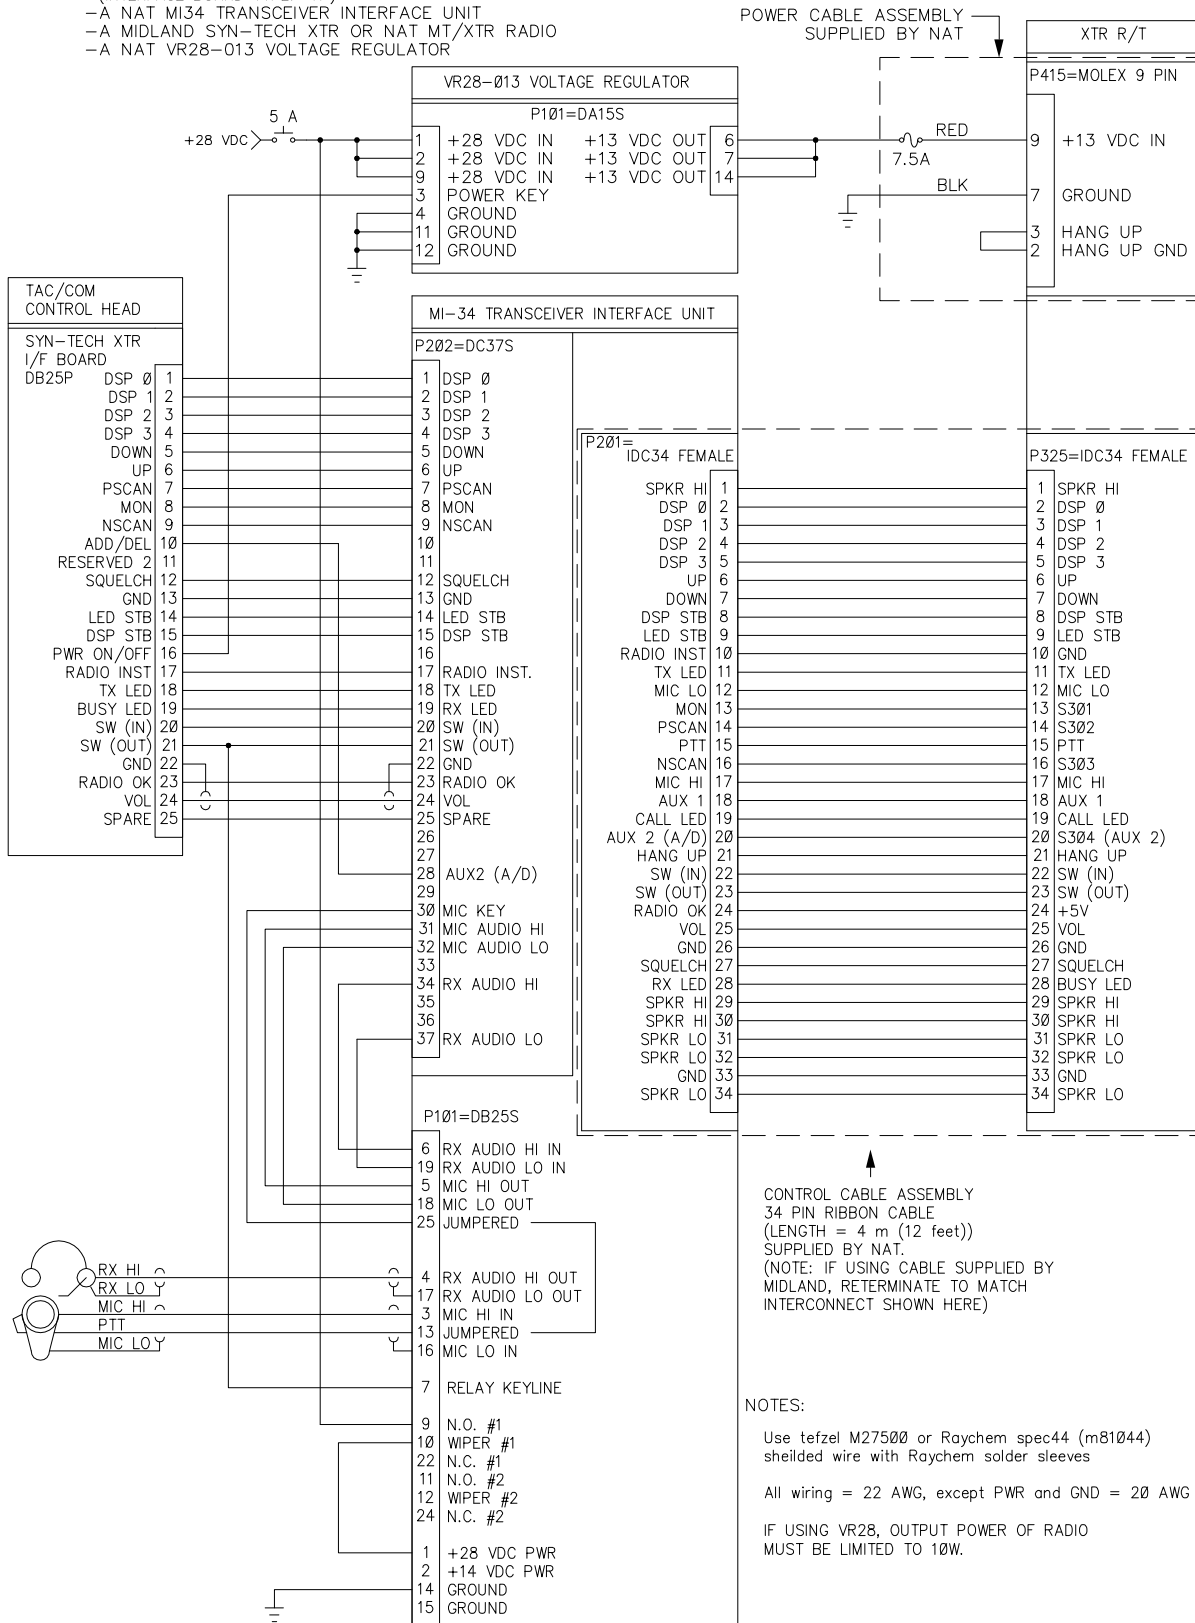 -A NAT MI34 TRANSCEIVER INTERFACE UNIT
-A MIDLAND SYN-TECH XTR OR NAT MT/XTR RADIO
-A NAT VR28-013 VOLTAGE REGULATOR
POWER CABLE ASSEMBLY
SUPPLIED BY NAT
XTR R/T
P415=MOLEX 9 PIN
9 +13 VDC IN
7 GROUND
3 HANG UP
2 HANG UP GND
RED
7.5A
BLK
VR28-Ø13 VOLTAGE REGULATOR
P1Ø1=DA15S
5 A
+28 VDC
1 +28 VDC IN +13 VDC OUT 6
2 +28 VDC IN +13 VDC OUT 7
9 +28 VDC IN +13 VDC OUT 14
3 POWER KEY
4 GROUND
11 GROUND
12 GROUND
TAC/COM
CONTROL HEAD
SYN-TECH XTR
I/F BOARD
DB25P
DSP Ø 1
DSP 1 2
DSP 2 3
DSP 3 4
DOWN 5
UP 6
PSCAN 7
MON 8
NSCAN 9
ADD/DEL 1Ø
RESERVED 2 11
SQUELCH 12
GND 13
LED STB 14
DSP STB 15
PWR ON/OFF 16
RADIO INST 17
TX LED 18
BUSY LED 19
SW (IN) 2Ø
SW (OUT) 21
GND 22
RADIO OK 23
VOL 24
SPARE 25
MI-34 TRANSCEIVER INTERFACE UNIT
P2Ø2=DC37S
1 DSP Ø
2 DSP 1
3 DSP 2
4 DSP 3
5 DOWN
6 UP
7 PSCAN
8 MON
9 NSCAN
1Ø
11
12 SQUELCH
13 GND
14 LED STB
15 DSP STB
16
17 RADIO INST.
18 TX LED
19 RX LED
2Ø SW (IN)
21 SW (OUT)
22 GND
23 RADIO OK
24 VOL
25 SPARE
26
27
28 AUX2 (A/D)
29
3Ø MIC KEY
31 MIC AUDIO HI
32 MIC AUDIO LO
33
34 RX AUDIO HI
35
36
37 RX AUDIO LO
P2Ø1=
IDC34 FEMALE
SPKR HI 1
DSP Ø 2
DSP 1 3
DSP 2 4
DSP 3 5
UP 6
DOWN 7
DSP STB 8
LED STB 9
RADIO INST 1Ø
TX LED 11
MIC LO 12
MON 13
PSCAN 14
PTT 15
NSCAN 16
MIC HI 17
AUX 1 18
CALL LED 19
AUX 2 (A/D) 2Ø
HANG UP 21
SW (IN) 22
SW (OUT) 23
RADIO OK 24
VOL 25
GND 26
SQUELCH 27
RX LED 28
SPKR HI 29
SPKR HI 3Ø
SPKR LO 31
SPKR LO 32
GND 33
SPKR LO 34
P325=IDC34 FEMALE
1 SPKR HI
2 DSP Ø
3 DSP 1
4 DSP 2
5 DSP 3
6 UP
7 DOWN
8 DSP STB
9 LED STB
1Ø GND
11 TX LED
12 MIC LO
13 S3Ø1
14 S3Ø2
15 PTT
16 S3Ø3
17 MIC HI
18 AUX 1
19 CALL LED
2Ø S3Ø4 (AUX 2)
21 HANG UP
22 SW (IN)
23 SW (OUT)
24 +5V
25 VOL
26 GND
27 SQUELCH
28 BUSY LED
29 SPKR HI
3Ø SPKR HI
31 SPKR LO
32 SPKR LO
33 GND
34 SPKR LO
P1Ø1=DB25S
6 RX AUDIO HI IN
19 RX AUDIO LO IN
5 MIC HI OUT
18 MIC LO OUT
25 JUMPERED
4 RX AUDIO HI OUT
17 RX AUDIO LO OUT
3 MIC HI IN
13 JUMPERED
16 MIC LO IN
7 RELAY KEYLINE
9 N.O. #1
1Ø WIPER #1
22 N.C. #1
11 N.O. #2
12 WIPER #2
24 N.C. #2
1 +28 VDC PWR
2 +14 VDC PWR
14 GROUND
15 GROUND
RX HI
RX LO
MIC HI
PTT
MIC LO
CONTROL CABLE ASSEMBLY
34 PIN RIBBON CABLE
(LENGTH = 4 m (12 feet))
SUPPLIED BY NAT.
(NOTE: IF USING CABLE SUPPLIED BY
MIDLAND, RETERMINATE TO MATCH
INTERCONNECT SHOWN HERE)
NOTES:
Use tefzel M275ØØ or Raychem spec44 (m81Ø44)
sheilded wire with Raychem solder sleeves
All wiring = 22 AWG, except PWR and GND = 2Ø AWG
IF USING VR28, OUTPUT POWER OF RADIO
MUST BE LIMITED TO 1ØW.